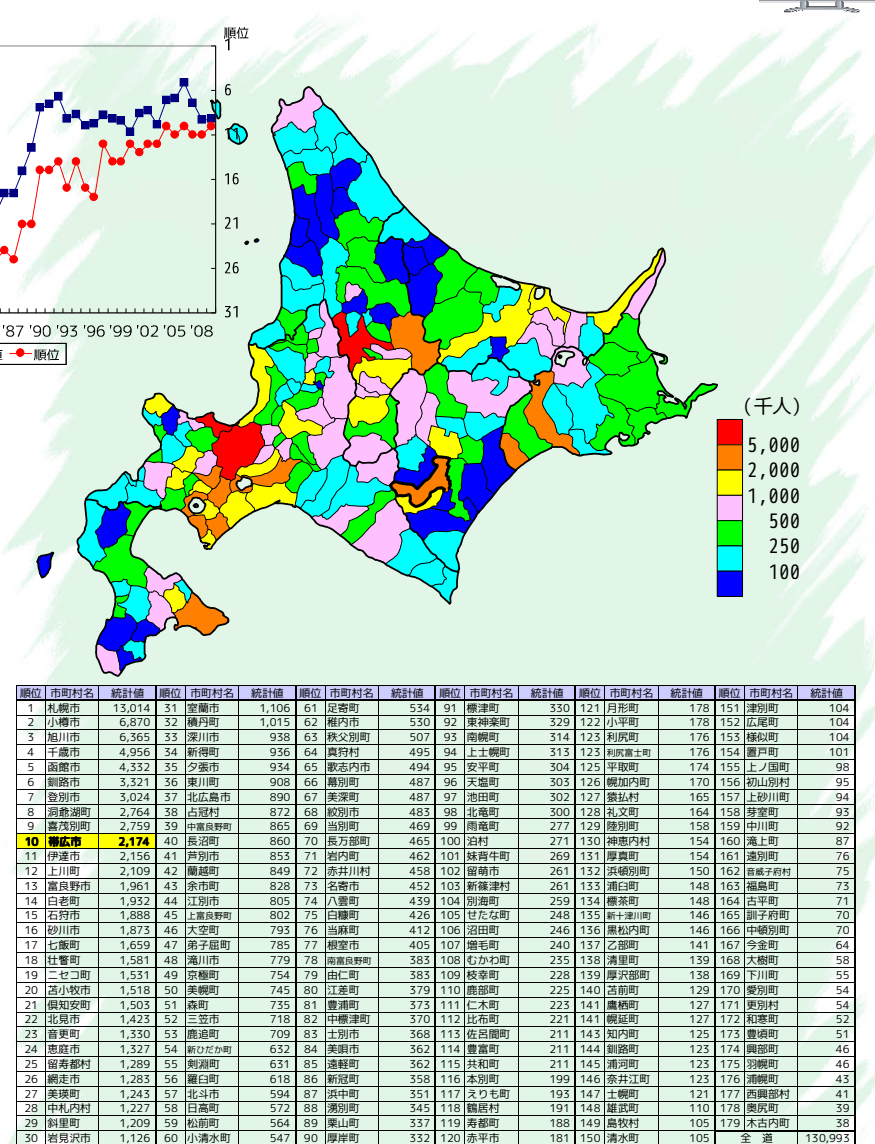 順位
1
6
11
16
21
26
31
'87 '90 '93 '96 '99 '02 '05 '08
値 順位
(千人)
5,000
2,000
1,000
500
250
100
順位 市町村名 統計値 順位 市町村名 統計値 順位 市町村名 統計値 順位 市町村名 統計値 順位 市町村名 統計値 順位 市町村名 統計値
1 札幌市 13,014 31 室蘭市 1,106 61 足寄町 534 91 標津町 330 121 月形町 178 151 津別町 104
2 小樽市 6,870 32 積丹町 1,015 62 稚内市 530 92 東神楽町 329 122 小平町 178 152 広尾町 104
3 旭川市 6,365 33 深川市 938 63 秩父別町 507 93 南幌町 314 123 利尻町 176 153 様似町 104
4 千歳市 4,956 34 新得町 936 64 真狩村 495 94 上士幌町 313 123 利尻富士町 176 154 置戸町 101
5 函館市 4,332 35 夕張市 934 65 歌志内市 494 95 安平町 304 125 平取町 174 155 上ノ国町 98
6 釧路市 3,321 36 東川町 908 66 幕別町 487 96 天塩町 303 126 幌加内町 170 156 初山別村 95
7 登別市 3,024 37 北広島市 890 67 美深町 487 97 池田町 302 127 猿払村 165 157 上砂川町 94
8 洞爺湖町 2,764 38 占冠村 872 68 紋別市 483 98 北竜町 300 128 礼文町 164 158 芽室町 93
9 喜茂別町 2,759 39 中富良野町 865 69 当別町 469 99 雨竜町 277 129 陸別町 158 159 中川町 92
10 帯広市 2,174 40 長沼町 860 70 長万部町 465 100 泊村 271 130 神恵内村 154 160 滝上町 87
11 伊達市 2,156 41 芦別市 853 71 岩内町 462 101 妹背牛町 269 131 厚真町 154 161 遠別町 76
12 上川町 2,109 42 蘭越町 849 72 赤井川村 458 102 留萌市 261 132 浜頓別町 150 162 音威子府村 75
13 富良野市 1,961 43 余市町 828 73 名寄市 452 103 新篠津村 261 133 浦臼町 148 163 福島町 73
14 白老町 1,932 44 江別市 805 74 八雲町 439 104 別海町 259 134 標茶町 148 164 古平町 71
15 石狩市 1,888 45 上富良野町 802 75 白糠町 426 105 せたな町 248 135 新十津川町 146 165 訓子府町 70
16 砂川市 1,873 46 大空町 793 76 当麻町 412 106 沼田町 246 136 黒松内町 146 166 中頓別町 70
17 七飯町 1,659 47 弟子屈町 785 77 根室市 405 107 増毛町 240 137 乙部町 141 167 今金町 64
18 壮瞥町 1,581 48 滝川市 779 78 南富良野町 383 108 むかわ町 235 138 清里町 139 168 大樹町 58
19 ニセコ町 1,531 49 京極町 754 79 由仁町 383 109 枝幸町 228 139 厚沢部町 138 169 下川町 55
20 苫小牧市 1,518 50 美幌町 745 80 江差町 379 110 鹿部町 225 140 苫前町 129 170 愛別町 54
21 倶知安町 1,503 51 森町 735 81 豊浦町 373 111 仁木町 223 141 鷹栖町 127 171 更別村 54
22 北見市 1,423 52 三笠市 718 82 中標津町 370 112 比布町 221 141 幌延町 127 172 和寒町 52
23 音更町 1,330 53 鹿追町 709 83 士別市 368 113 佐呂間町 211 143 知内町 125 173 豊頃町 51
24 恵庭市 1,327 54 新ひだか町 632 84 美唄市 362 114 豊富町 211 144 釧路町 123 174 興部町 46
25 留寿都村 1,289 55 剣淵町 631 85 遠軽町 362 115 共和町 211 145 浦河町 123 175 羽幌町 46
26 網走市 1,283 56 羅臼町 618 86 新冠町 358 116 本別町 199 146 奈井江町 123 176 浦幌町 43
27 美瑛町 1,243 57 北斗市 594 87 浜中町 351 117 えりも町 193 147 士幌町 121 177 西興部村 41
28 中札内村 1,227 58 日高町 572 88 湧別町 345 118 鶴居村 191 148 雄武町 110 178 奥尻町 39
29 斜里町 1,209 59 松前町 564 89 栗山町 337 119 寿都町 188 149 島牧村 105 179 木古内町 38
30 岩見沢市 1,126 60 小清水町 547 90 厚岸町 332 120 赤平市 181 150 清水町 105 全 道 130,993